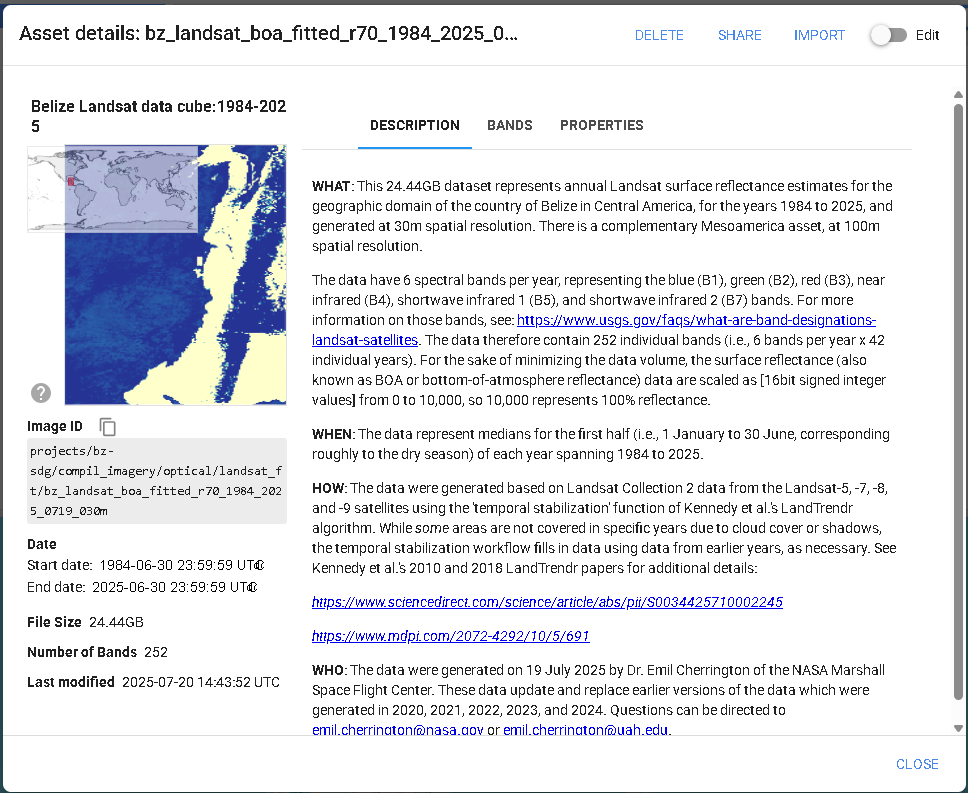 Asset details: bz_landsat_boa_fitted_r70_1984_2025_0...
DELETE
SHARE
IMPORT
Edit
Belize Landsat data cube:1984-202
5
Image ID
projects/bz-
sdg/compil_imagery/optical/landsat_f
t/bz_landsat_boa_fitted_r70_1984_202
5_0719_030m
Date
Start date: 1984-06-30 23:59:59 UTC
End date: 2025-06-30 23:59:59 UTC
File Size 24.44GB
Number of Bands 252
Last modified 2025-07-20 14:43:52 UTC
DESCRIPTION
BANDS
PROPERTIES
WHAT: This 24.44GB dataset represents annual Landsat surface reflectance estimates for the
geographic domain of the country of Belize in Central America, for the years 1984 to 2025, and
generated at 30m spatial resolution. There is a complementary Mesoamerica asset, at 100m
spatial resolution.
The data have 6 spectral bands per year, representing the blue (B1), green (B2), red (B3), near
infrared (B4), shortwave infrared 1 (B5), and shortwave infrared 2 (B7) bands. For more
information on those bands, see: https://www.usgs.gov/faqs/what-are-band-designations-
landsat-satellites. The data therefore contain 252 individual bands (i.e., 6 bands per year x 42
individual years). For the sake of minimizing the data volume, the surface reflectance (also
known as BOA or bottom-of-atmosphere reflectance) data are scaled as [16bit signed integer
values] from 0 to 10,000, so 10,000 represents 100% reflectance.
WHEN: The data represent medians for the first half (i.e., 1 January to 30 June, corresponding
roughly to the dry season) of each year spanning 1984 to 2025.
HOW: The data were generated based on Landsat Collection 2 data from the Landsat-5, -7, -8,
and -9 satellites using the 'temporal stabilization' function of Kennedy et al.'s LandTrendr
algorithm. While some areas are not covered in specific years due to cloud cover or shadows,
the temporal stabilization workflow fills in data using data from earlier years, as necessary. See
Kennedy et al.'s 2010 and 2018 LandTrendr papers for additional details:
https://www.sciencedirect.com/science/article/abs/pii/S0034425710002245
https://www.mdpi.com/2072-4292/10/5/691
WHO: The data were generated on 19 July 2025 by Dr. Emil Cherrington of the NASA Marshall
Space Flight Center. These data update and replace earlier versions of the data which were
generated in 2020, 2021, 2022, 2023, and 2024. Questions can be directed to
emil.cherrington@nasa.gov or emil.cherrington@uah.edu.
CLOSE